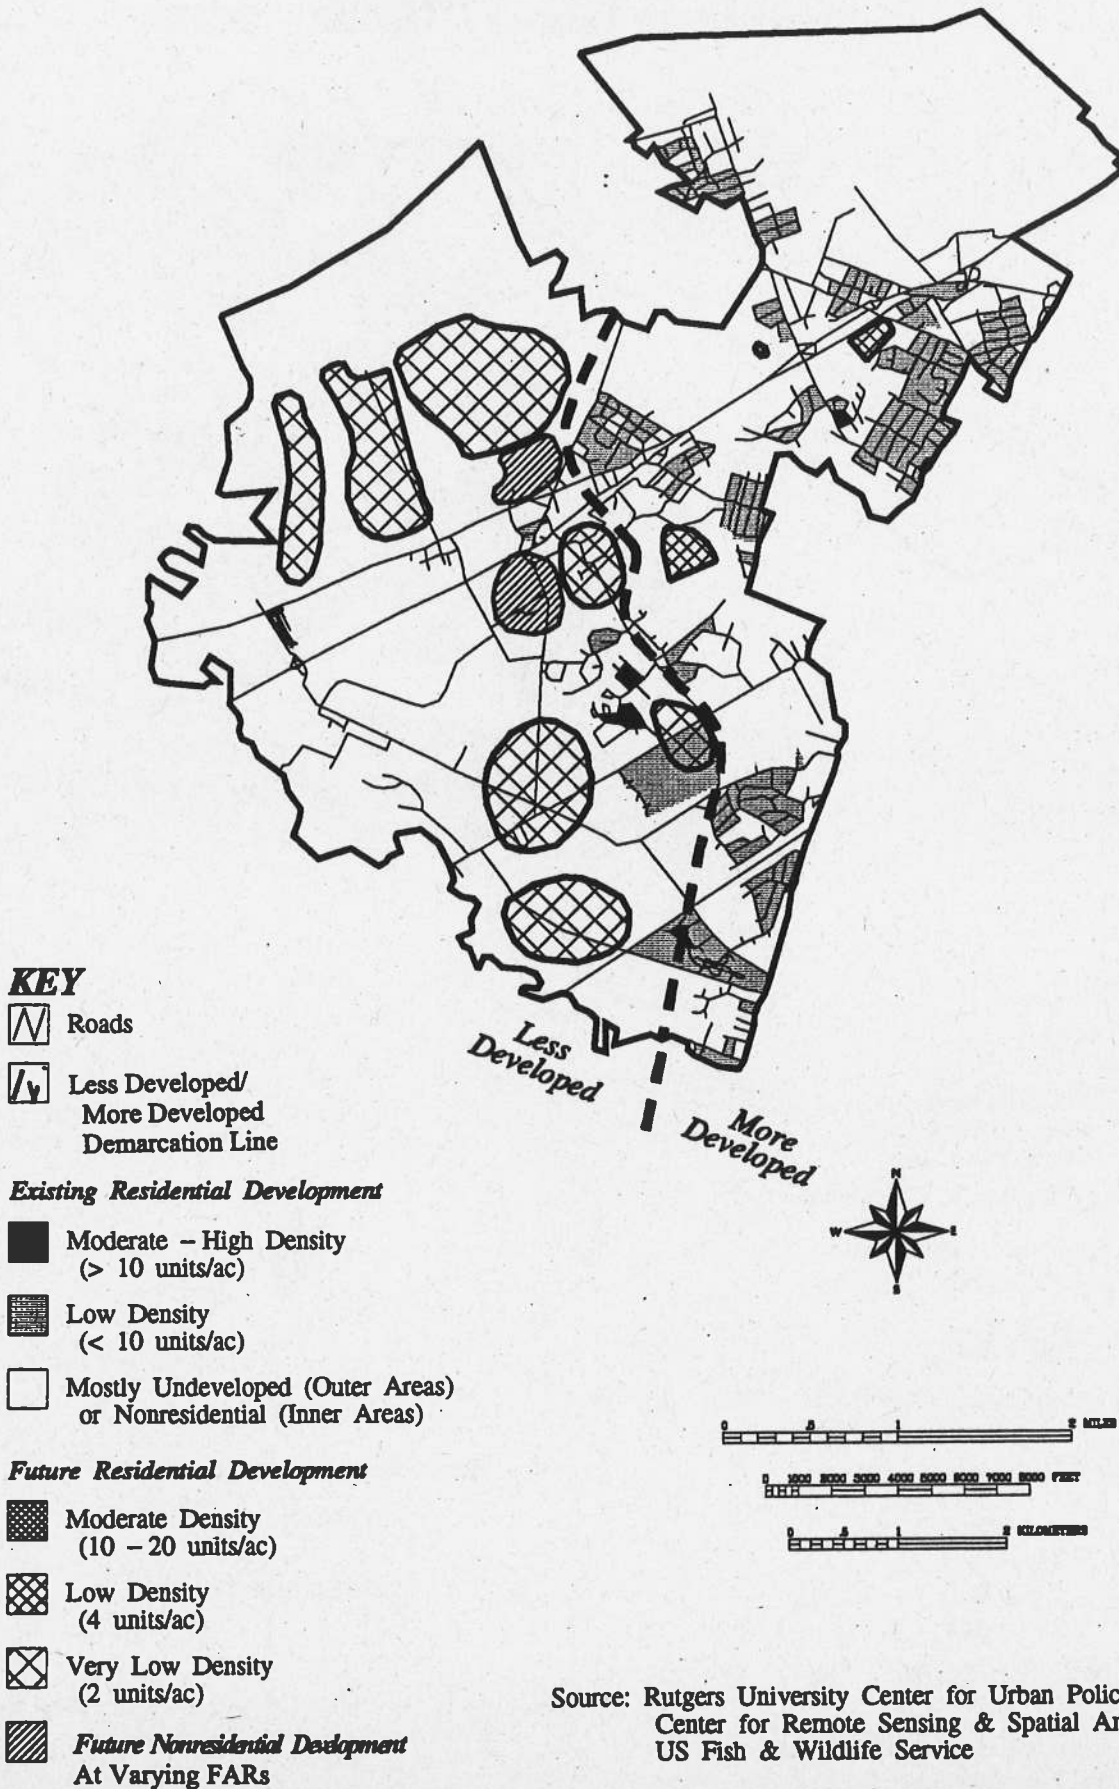 Less
Developed
More
Developed
KEY
Roads
Less Developed/
More Developed
Demarcation Line
Existing Residential Development
Moderate – High Density
(> 10 units/ac)
Low Density
(< 10 units/ac)
Mostly Undeveloped (Outer Areas)
or Nonresidential (Inner Areas)
Future Residential Development
Moderate Density
(10 – 20 units/ac)
Low Density
(4 units/ac)
Very Low Density
(2 units/ac)
Future Nonresidential Development
At Varying FARs
N
W E
S
0 .5 1 2 MILES
0 1000 2000 3000 4000 5000 6000 7000 8000 FEET
0 .5 1 2 KILOMETERS
Source: Rutgers University Center for Urban Polic
Center for Remote Sensing & Spatial An
US Fish & Wildlife Service